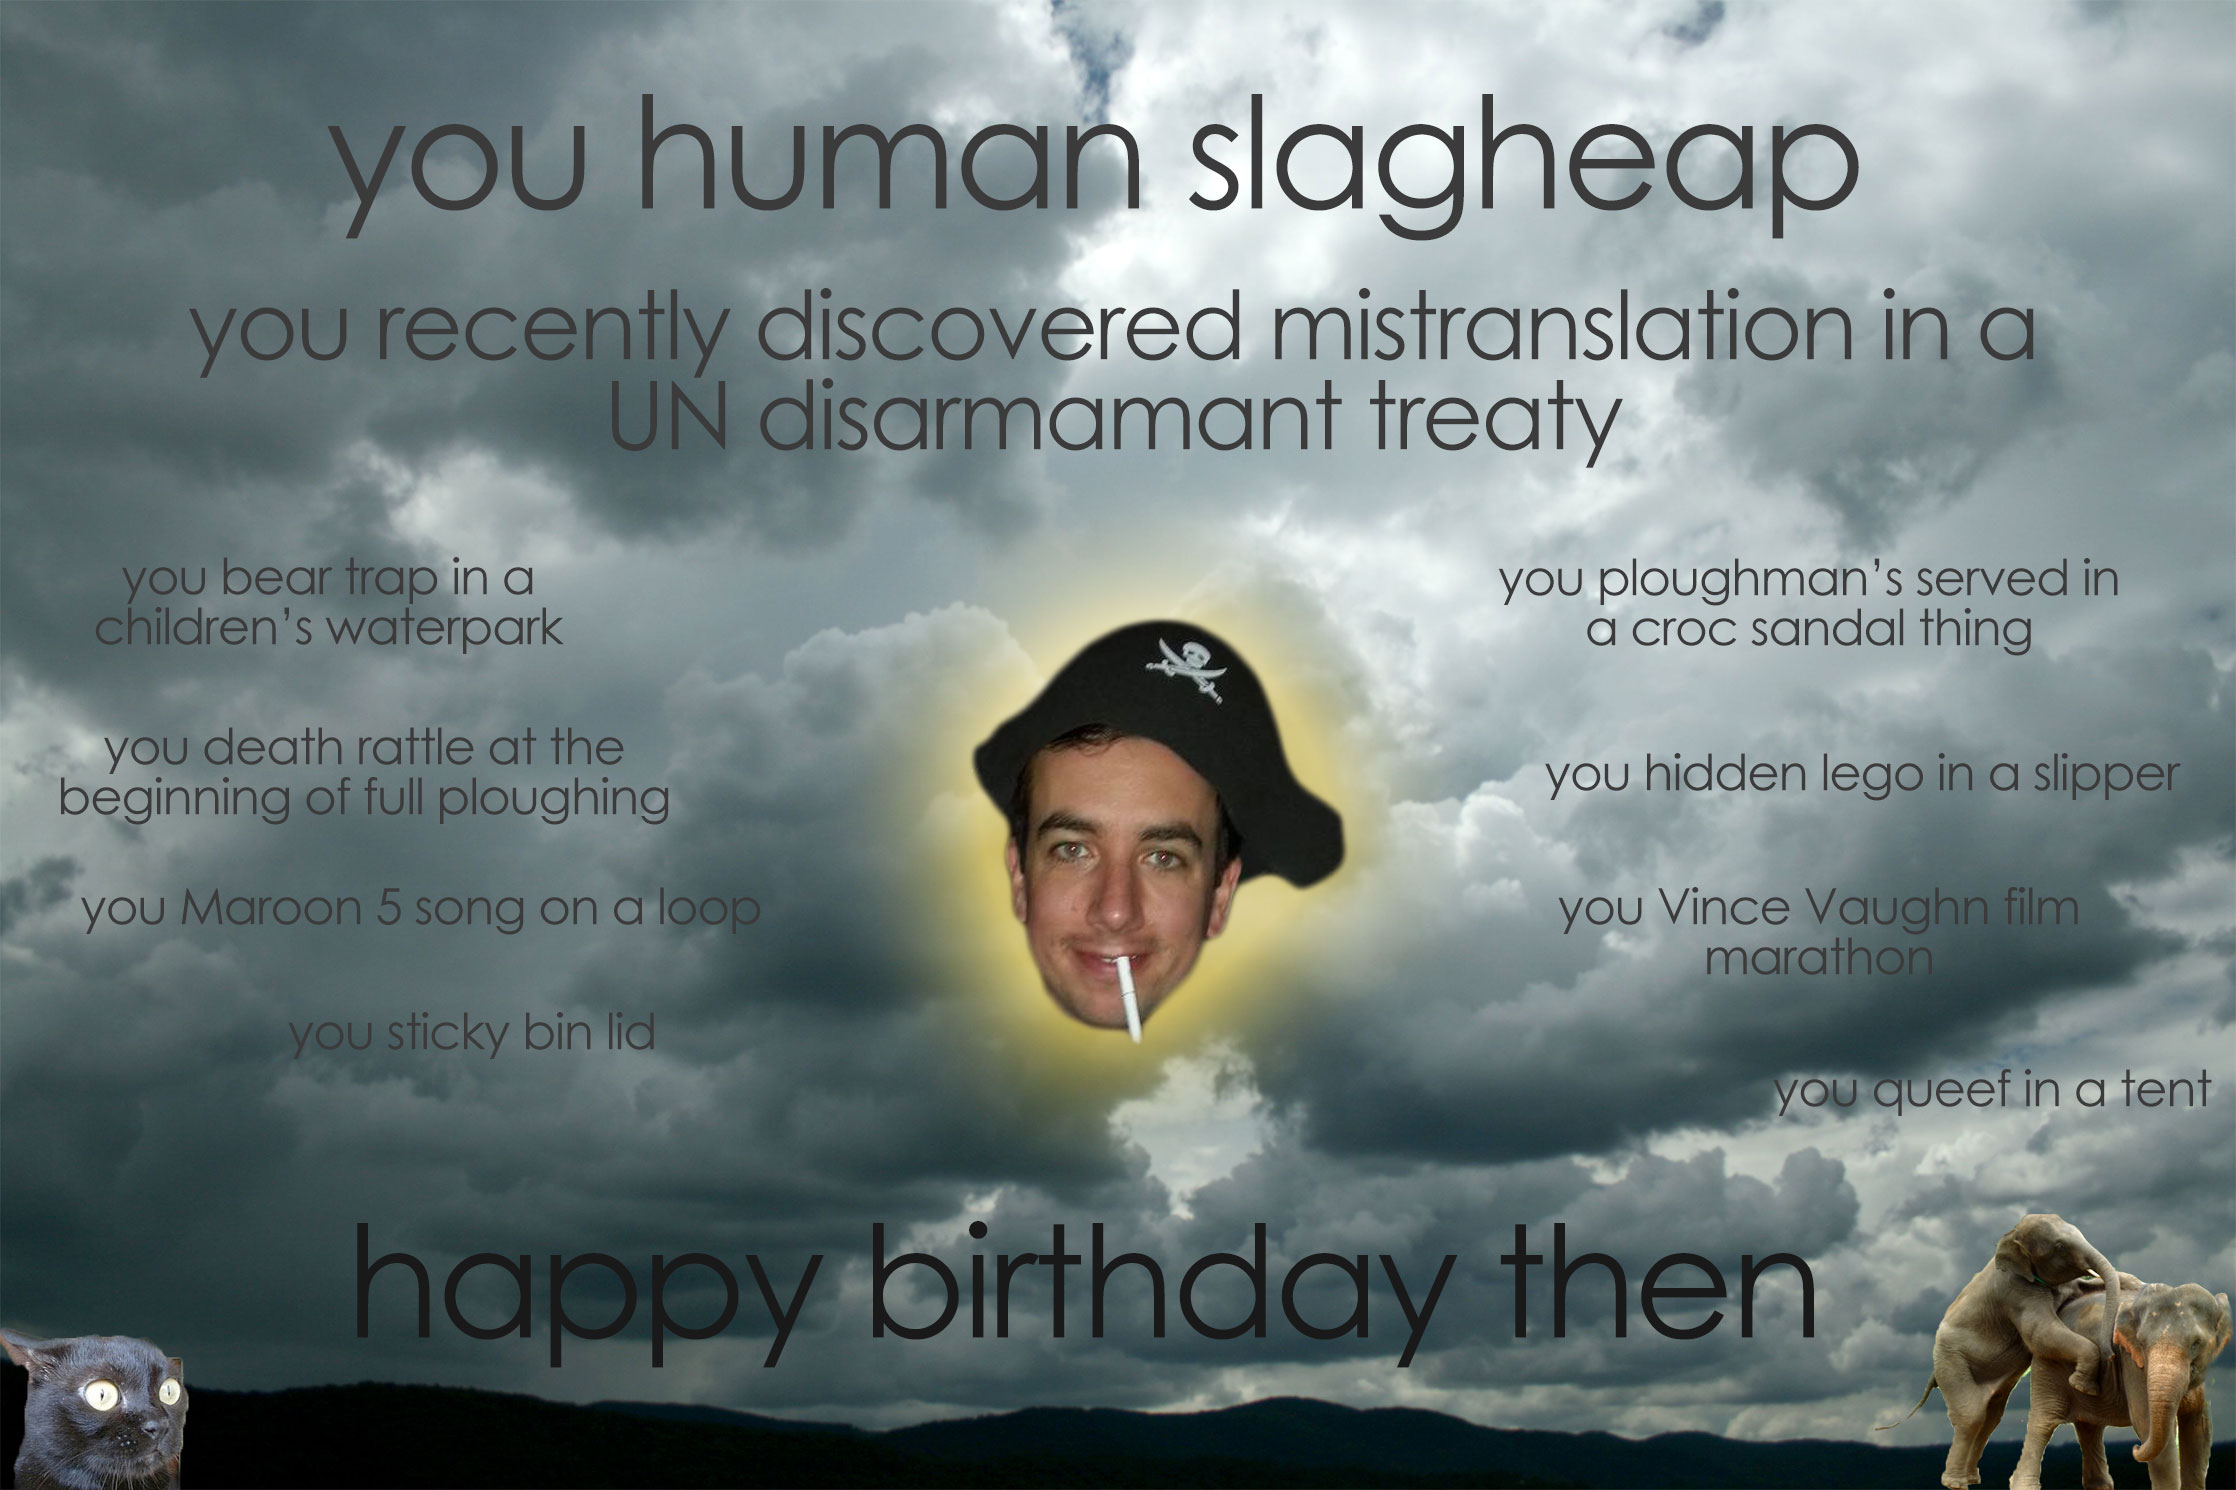 you human slagheap
you recently discovered mistranslation in a
UN disarmamant treaty
you bear trap in a
children's waterpark
you death rattle at the
beginning of full ploughing
you Maroon 5 song on a loop
you sticky bin lid
you ploughman's served in
a croc sandal thing
you hidden lego in a slipper
you Vince Vaughn film
marathon
you queef in a tent
happy birthday then